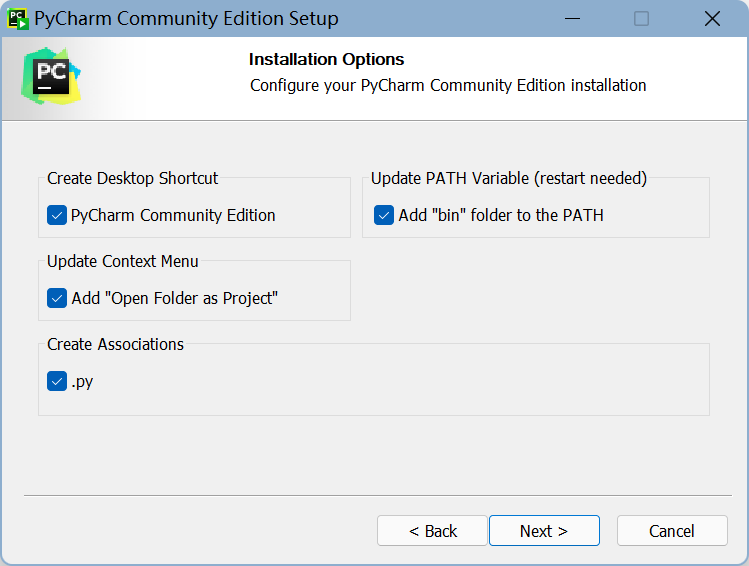 PyCharm Community Edition Setup
PC
Installation Options
Configure your PyCharm Community Edition installation
Create Desktop Shortcut
PyCharm Community Edition
Update PATH Variable (restart needed)
Add "bin" folder to the PATH
Update Context Menu
Add "Open Folder as Project"
Create Associations
.py
< Back
Next >
Cancel